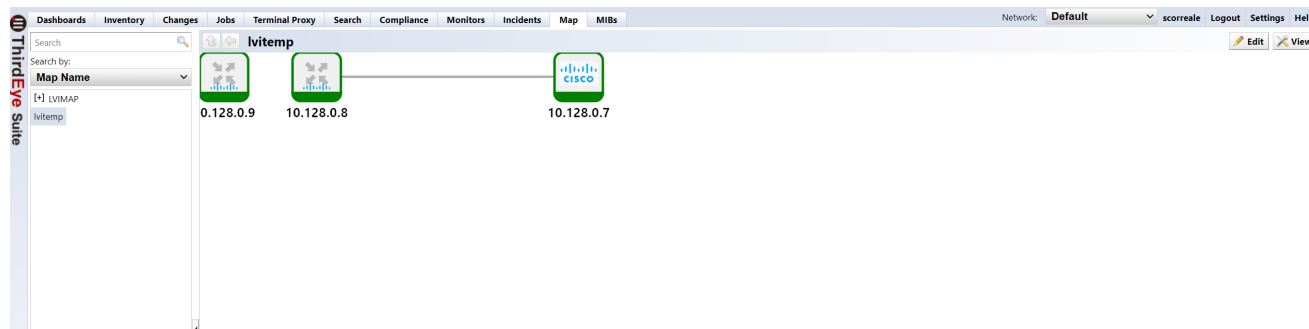 Dashboards Inventory Changes Jobs Terminal Proxy Search Compliance Monitors Incidents Map MIBs Network: Default scorreale Logout Settings Hel
ThirdEye Suite
Search
lvitemp
Edit View
Search by:
Map Name
[+] LVIMAP
lvitemp
CISCO
0.128.0.9 10.128.0.8 10.128.0.7